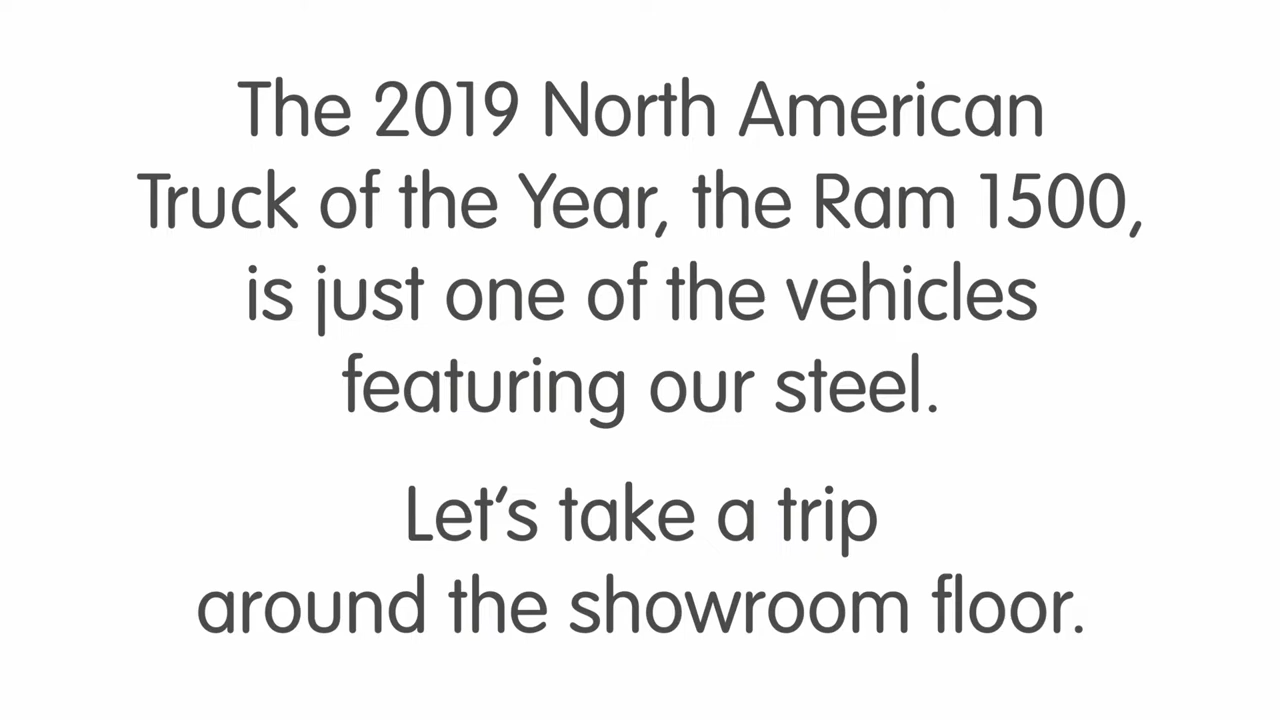 The 2019 North American
Truck of the Year, the Ram 1500,
is just one of the vehicles
featuring our steel.
Let's take a trip
around the showroom floor.